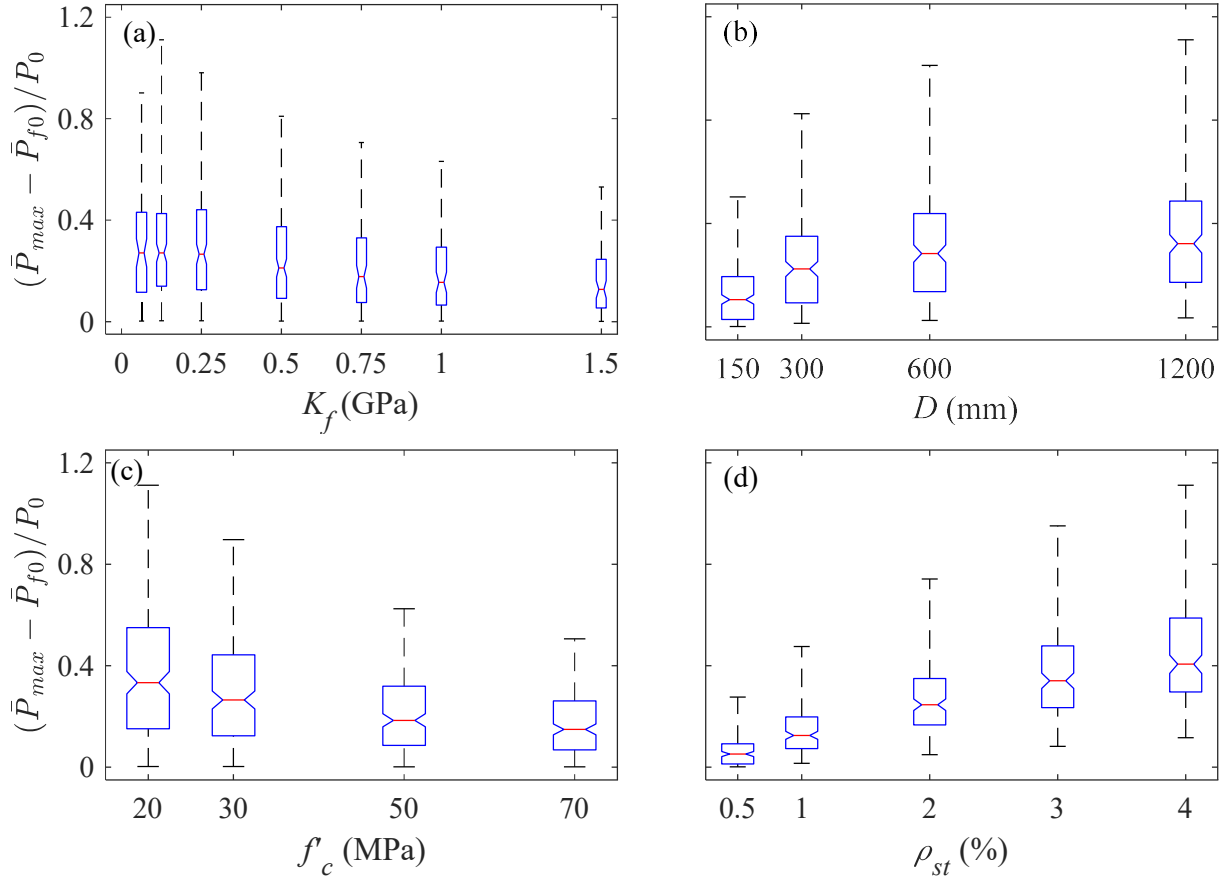 (a)
(P̄max − P̄f0)/P0
1.2
0.8
0.4
0
0 0.25 0.5 0.75 1 1.5
Kf (GPa)
(b)
150 300 600 1200
D (mm)
(c)
(P̄max − P̄f0)/P0
1.2
0.8
0.4
0
20 30 50 70
f'c (MPa)
(d)
0.5 1 2 3 4
ρst (%)